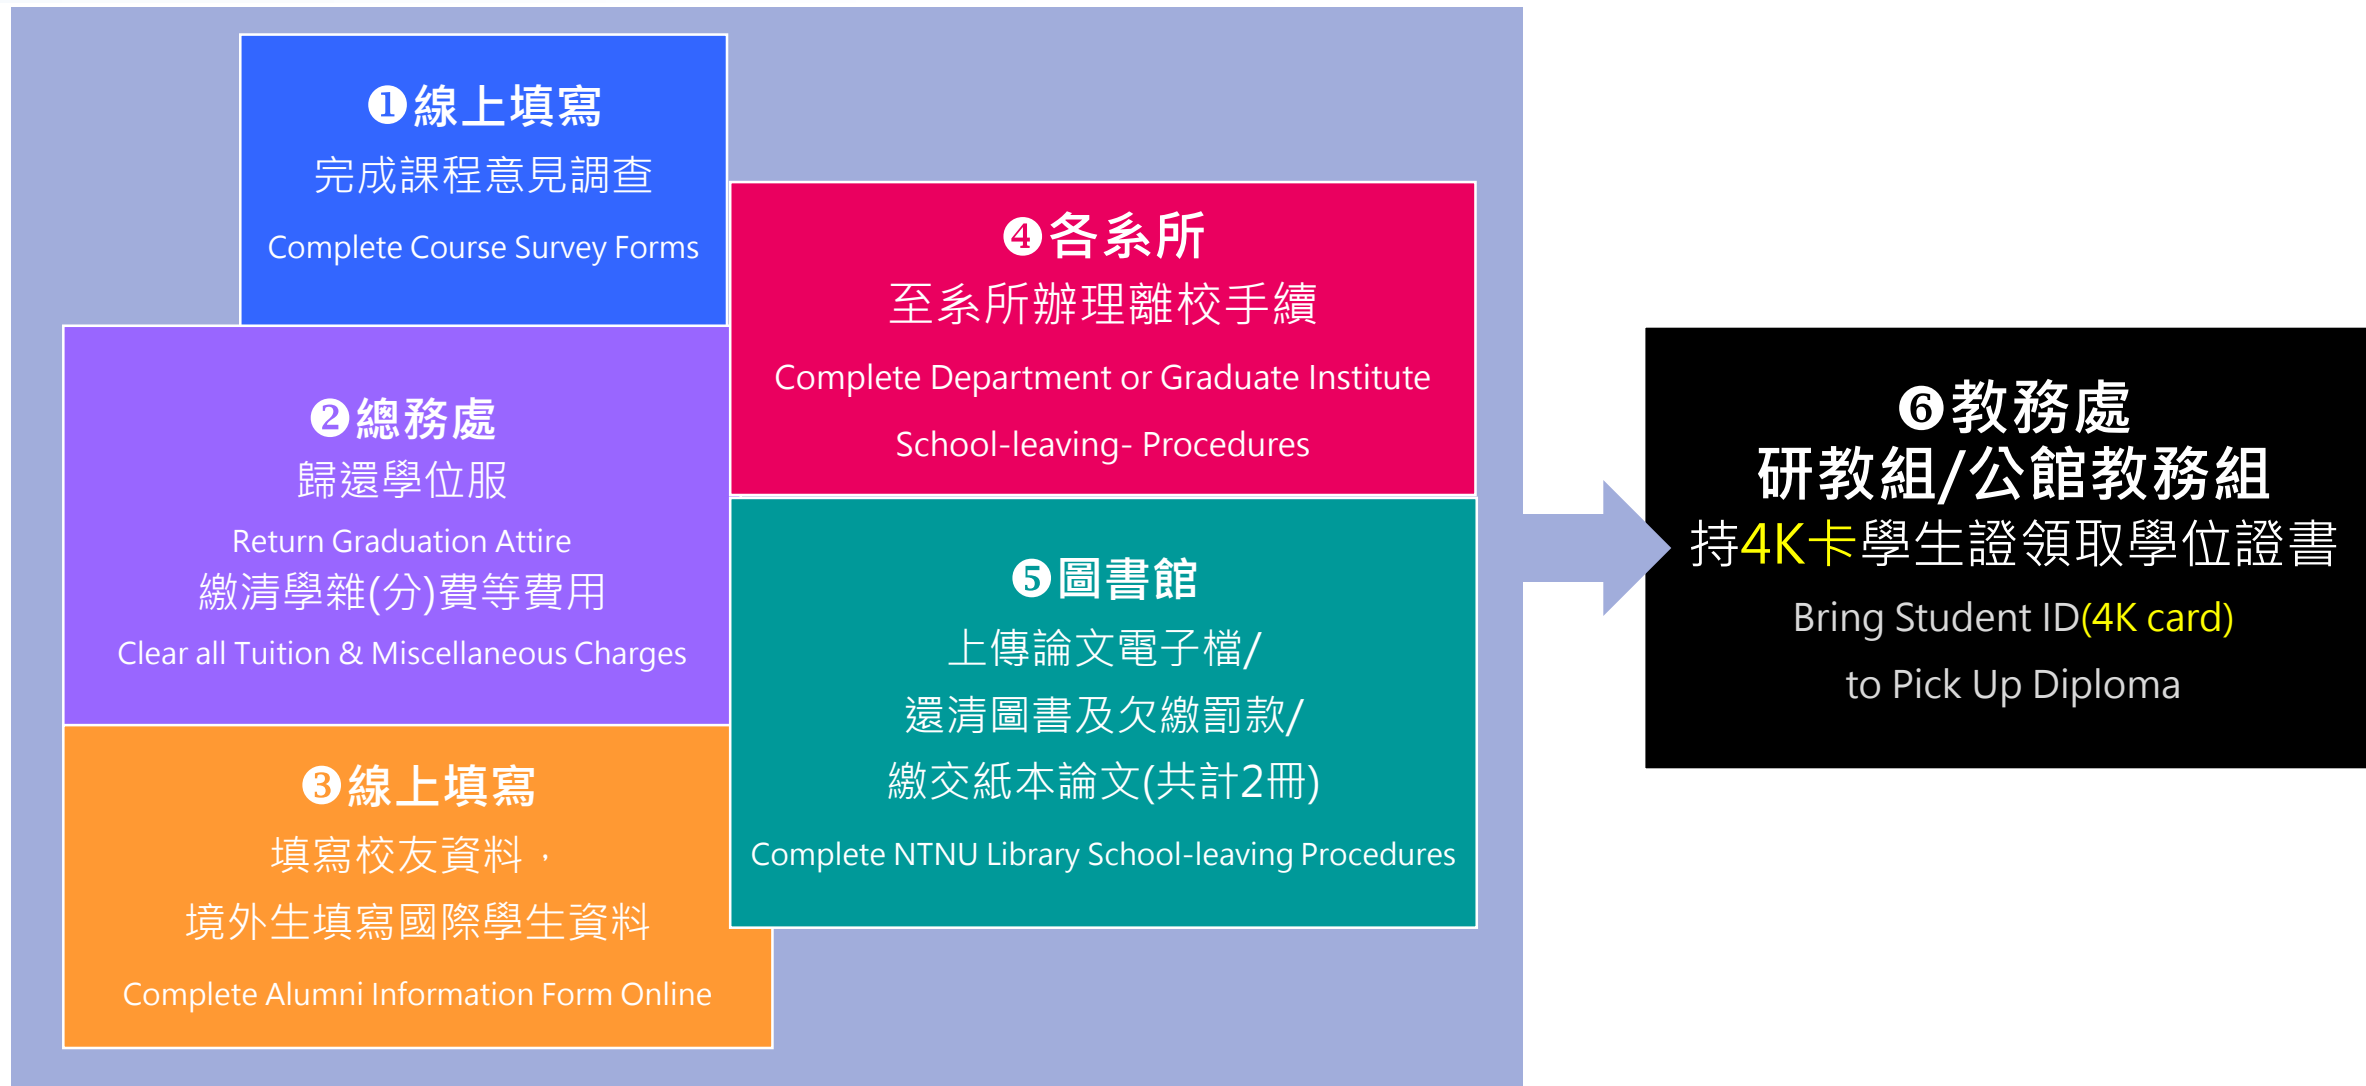 ❶線上填寫
完成課程意見調查
Complete Course Survey Forms
❷總務處
歸還學位服
Return Graduation Attire
繳清學雜(分)費等費用
Clear all Tuition & Miscellaneous Charges
❸線上填寫
填寫校友資料，
境外生填寫國際學生資料
Complete Alumni Information Form Online
❹各系所
至系所辦理離校手續
Complete Department or Graduate Institute
School-leaving- Procedures
❺圖書館
上傳論文電子檔/
還清圖書及欠繳罰款/
繳交紙本論文(共計2冊)
Complete NTNU Library School-leaving Procedures
❻教務處
研教組/公館教務組
持4K卡學生證領取學位證書
Bring Student ID(4K card)
to Pick Up Diploma